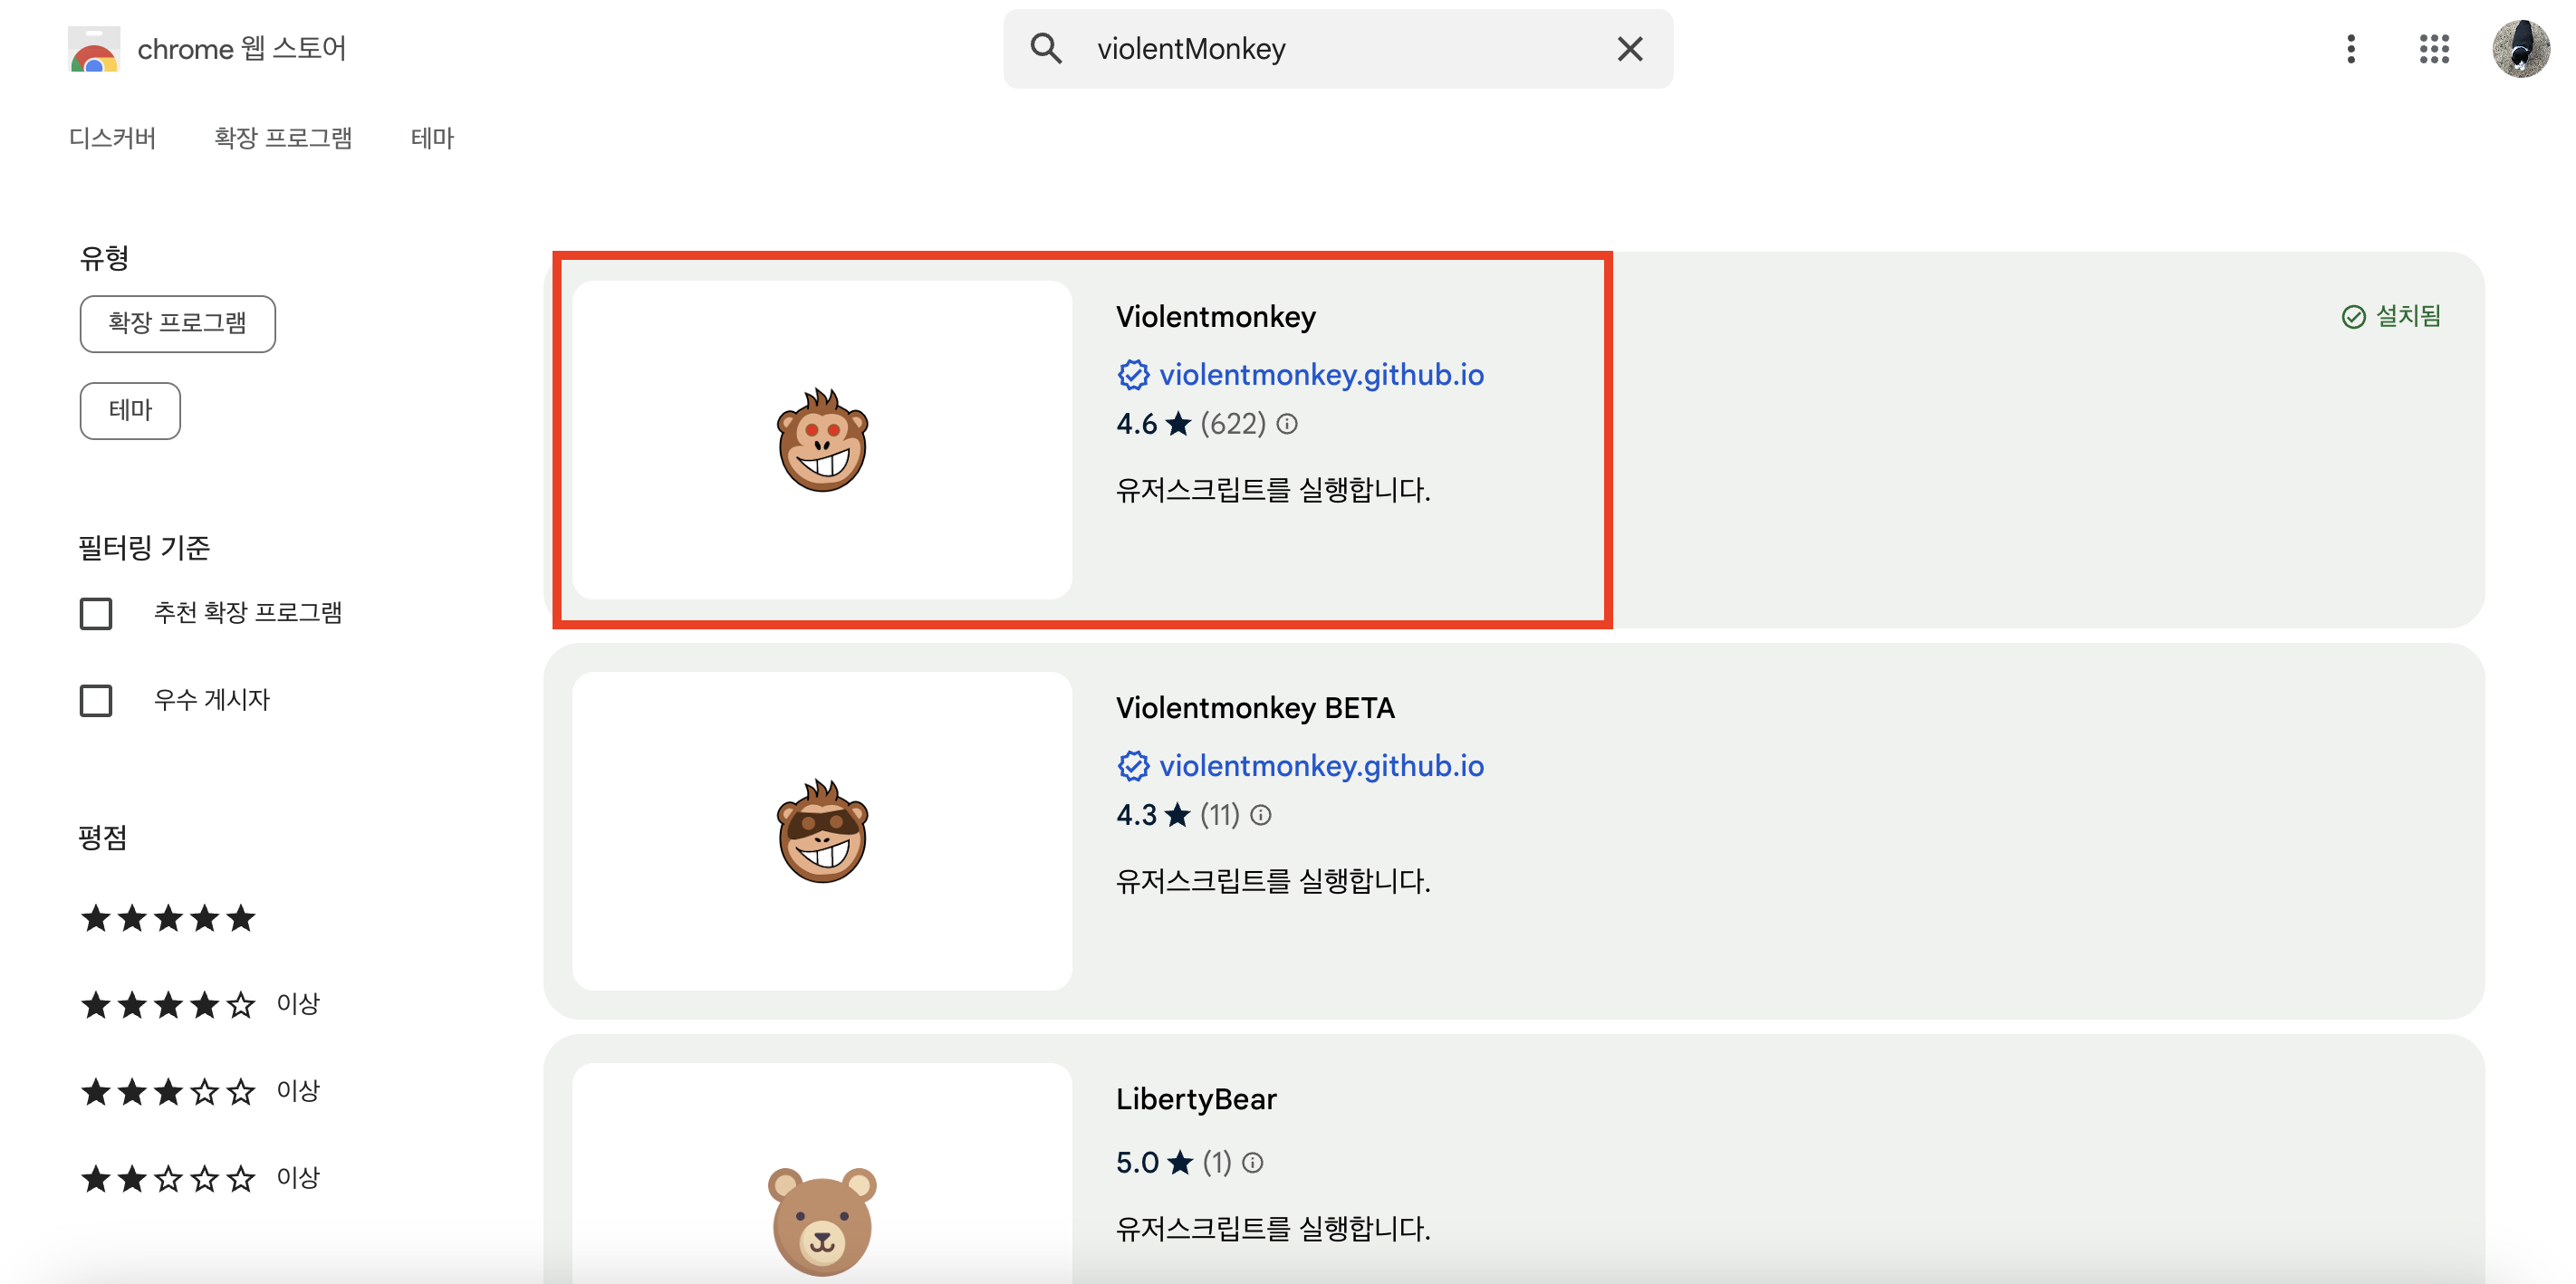 chrome 웹 스토어
violentMonkey
디스커버 확장 프로그램 테마
유형
확장 프로그램
테마
필터링 기준
추천 확장 프로그램
우수 게시자
평점
이상
이상
이상
Violentmonkey
설치됨
violentmonkey.github.io
4.6 ★ (622)
유저스크립트를 실행합니다.
Violentmonkey BETA
violentmonkey.github.io
4.3 ★ (11)
유저스크립트를 실행합니다.
LibertyBear
5.0 ★ (1)
유저스크립트를 실행합니다.